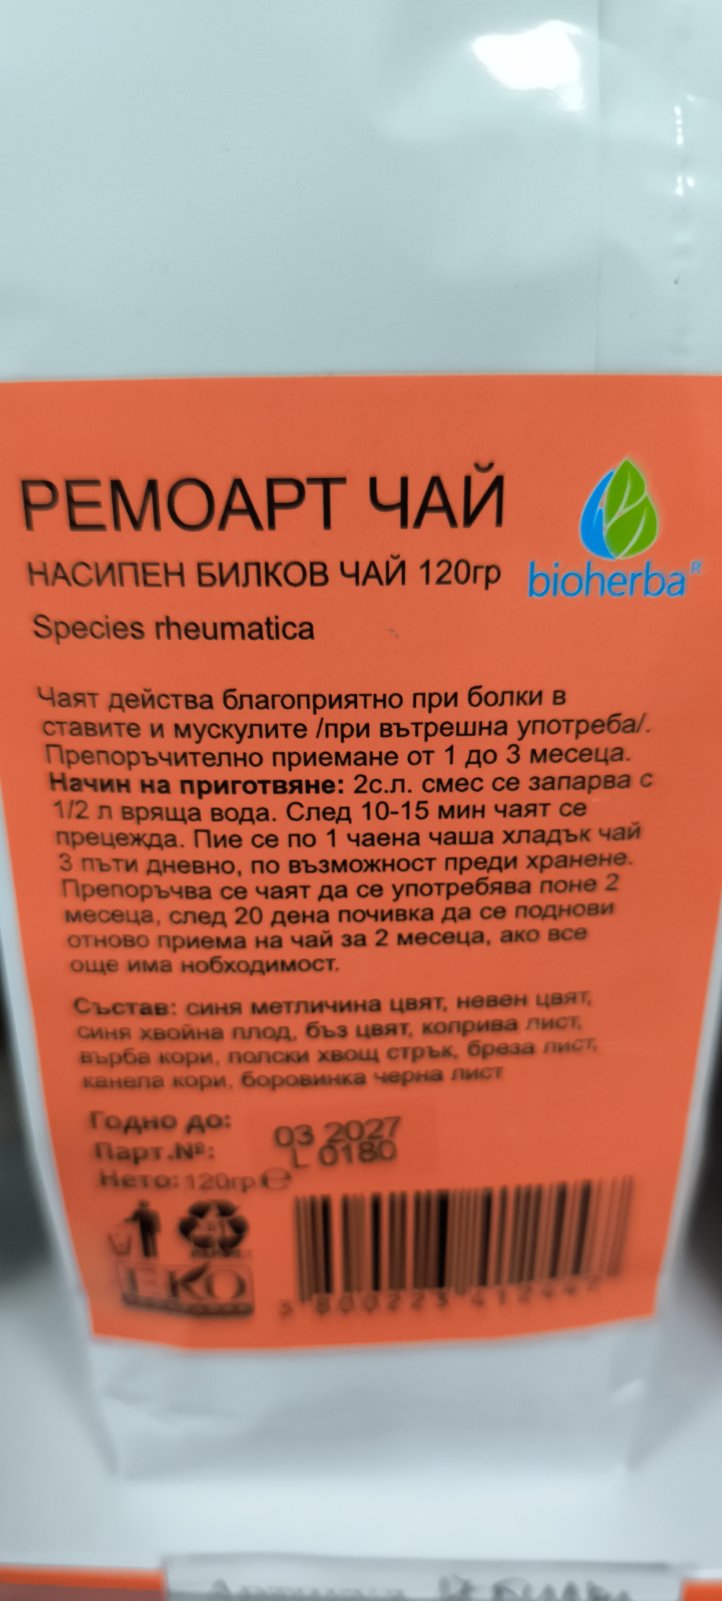 РЕМОАРТ ЧАЙ
НАСИПЕН БИЛКОВ ЧАЙ 120гр
bioherba®
Species rheumatica
Чаят действа благоприятно при болки в
ставите и мускулите /при вътрешна употреба/.
Препоръчително приемане от 1 до 3 месеца.
Начин на приготвяне: 2с.л. смес се запарва с
1/2 л вряща вода. След 10-15 мин чаят се
прецежда. Пие се по 1 чаена чаша хладък чай
3 пъти дневно, по възможност преди хранене.
Препоръчва се чаят да се употребява поне 2
месеца, след 20 дена почивка да се поднови
отново приема на чай за 2 месеца, ако все
още има нобходимост.
Състав: синя метличина цвят, невен цвят,
синя хвойна плод, бъз цвят, коприва лист,
върба кори, полски хвощ стрък, бреза лист,
канела кори, боровинка черна лист
Годно до: 03 2027
Парт.№: L 0180
Нето: 120гр ℮
EKO